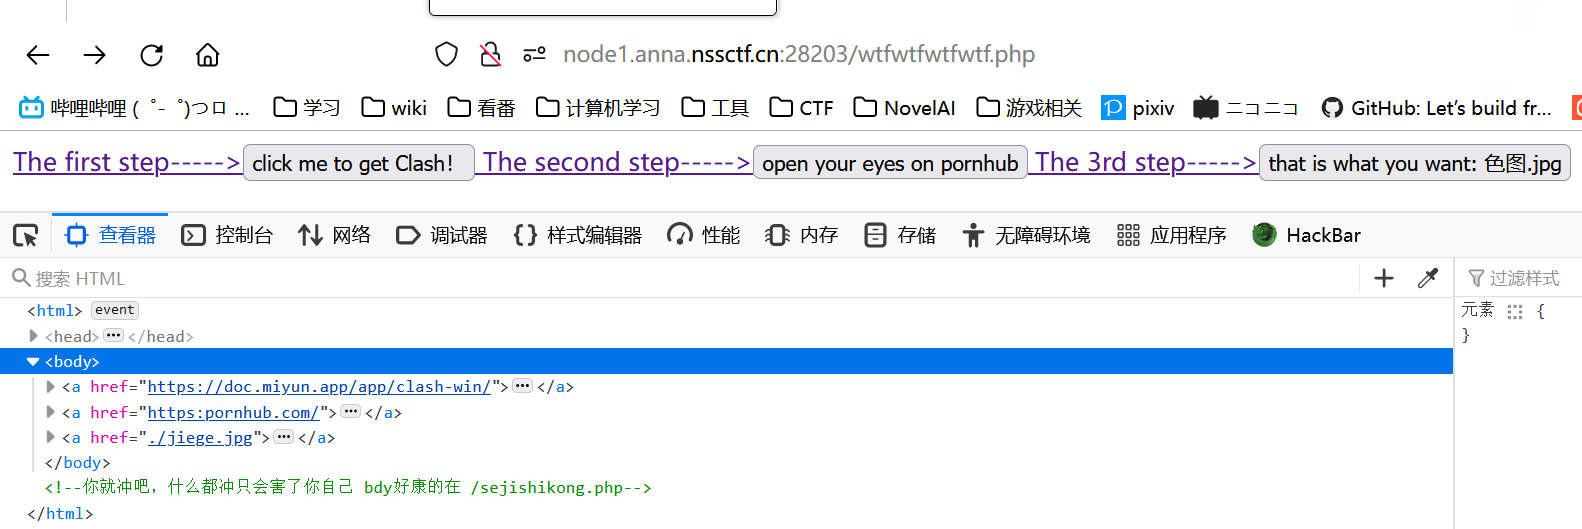 node1.anna.nssctf.cn:28203/wtfwtfwtfwtf.php
哔哩哔哩 ( ゜- ゜)つロ ... 学习 wiki 看番 计算机学习 工具 CTF NovelAI 游戏相关 pixiv ニコニコ GitHub: Let's build fr...
The first step-----> click me to get Clash! The second step-----> open your eyes on pornhub The 3rd step-----> that is what you want: 色图.jpg
查看器 控制台 网络 调试器 {} 样式编辑器 性能 内存 存储 无障碍环境 应用程序 HackBar
搜索 HTML + 过滤样式
<html> event
<head> ••• </head>
<body>
<a href="https://doc.miyun.app/app/clash-win/"> ••• </a>
<a href="https:pornhub.com/"> ••• </a>
<a href="./jiege.jpg"> ••• </a>
</body>
<!--你就冲吧，什么都冲只会害了你自己 bdy好康的在 /sejishikong.php-->
</html>
元素 {
}